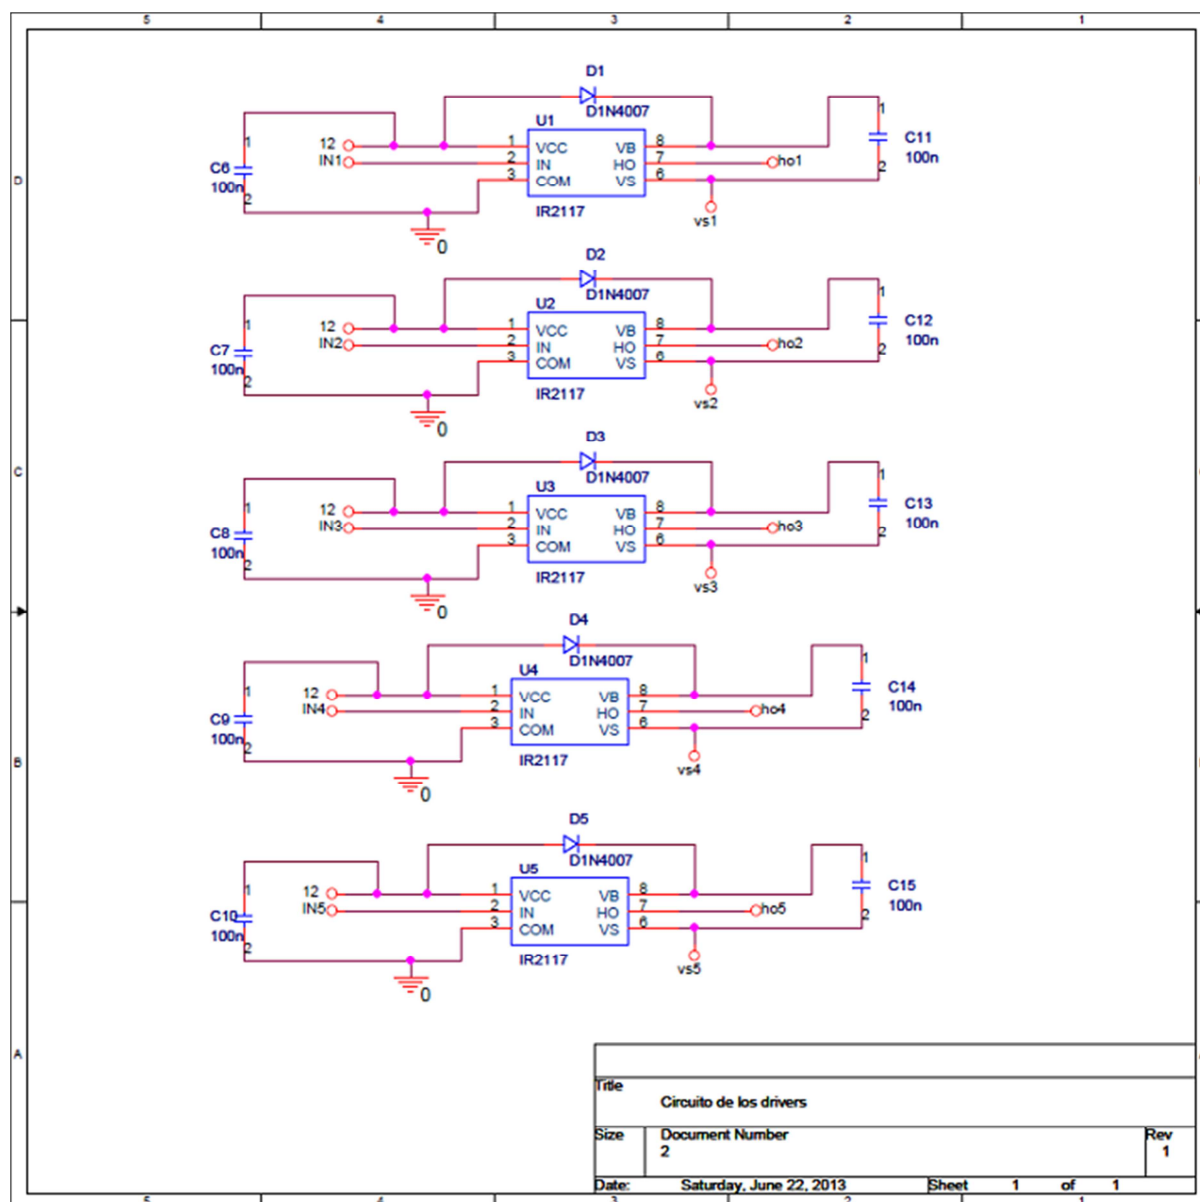 5 4 3 2 1
D1
D1N4007
U1
12
IN1
1 VCC VB 8
2 IN HO 7
3 COM VS 6
IR2117
ho1
vs1
1
C6
100n
2
0
1
C11
100n
2
D
D2
D1N4007
U2
12
IN2
1 VCC VB 8
2 IN HO 7
3 COM VS 6
IR2117
ho2
vs2
1
C7
100n
2
0
1
C12
100n
2
D3
D1N4007
U3
12
IN3
1 VCC VB 8
2 IN HO 7
3 COM VS 6
IR2117
ho3
vs3
1
C8
100n
2
0
1
C13
100n
2
C
D4
D1N4007
U4
12
IN4
1 VCC VB 8
2 IN HO 7
3 COM VS 6
IR2117
ho4
vs4
1
C9
100n
2
0
1
C14
100n
2
B
D5
D1N4007
U5
12
IN5
1 VCC VB 8
2 IN HO 7
3 COM VS 6
IR2117
ho5
vs5
1
C10
100n
2
0
1
C15
100n
2
A
Title
Circuito de los drivers
Size Document Number Rev
2 1
Date: Saturday, June 22, 2013 Sheet 1 of 1